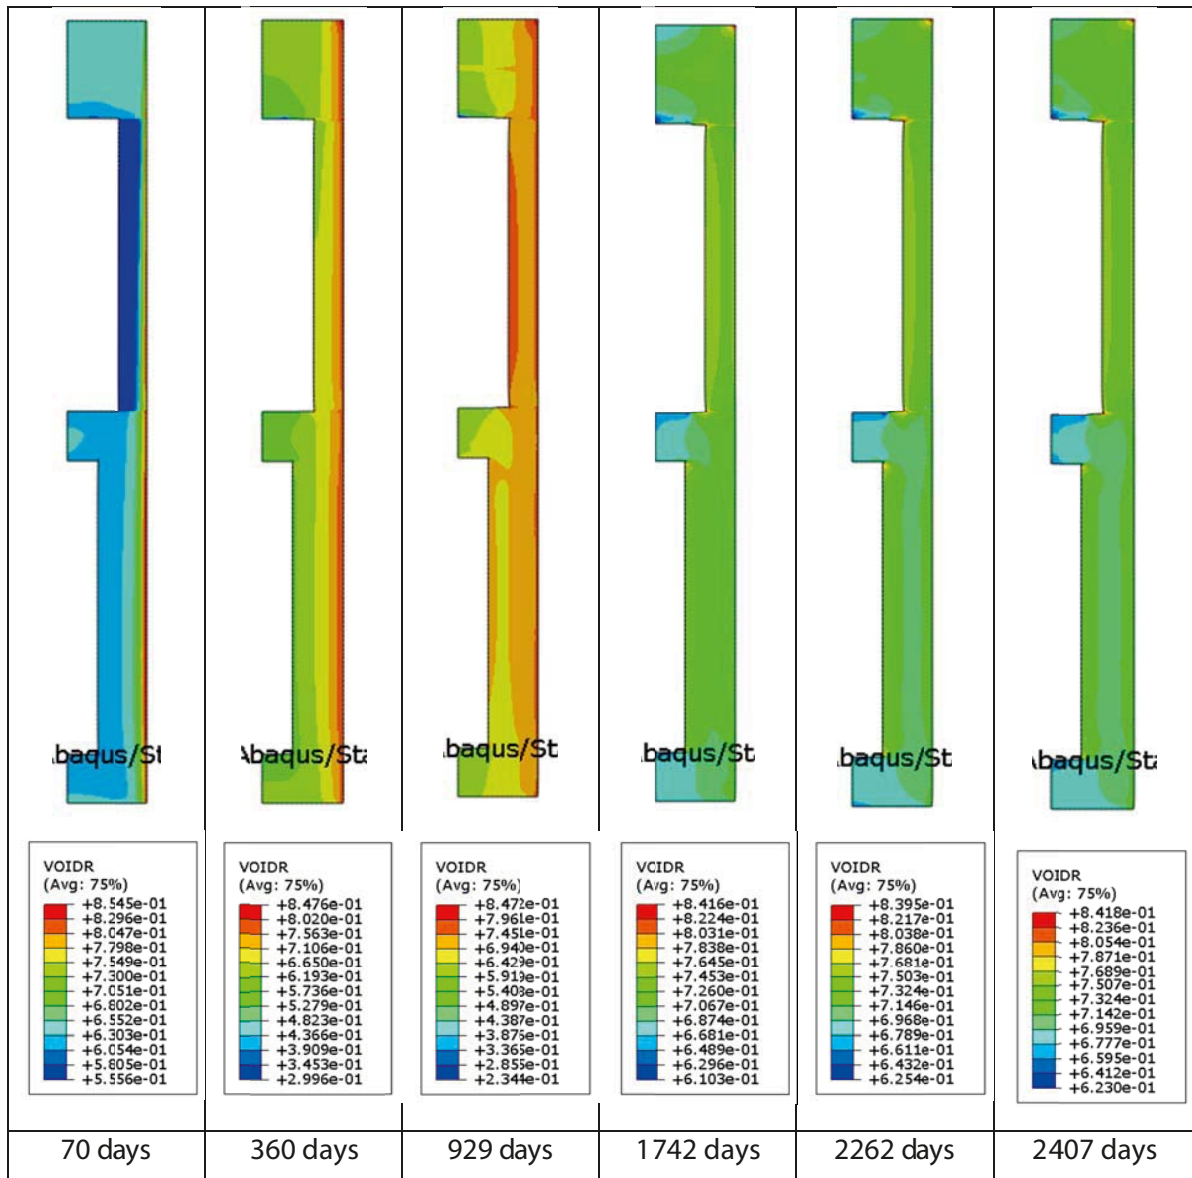 \baqus/St
Abaqus/Sta
\baqus/St
\baqus/Sta
\baqus/Sta
\baqus/Sta
VOIDR
(Avg: 75%)
+8.545e-01
+8.296e-01
+8.047e-01
+7.798e-01
+7.549e-01
+7.300e-01
+7.051e-01
+6.802e-01
+6.552e-01
+6.303e-01
+6.054e-01
+5.805e-01
+5.556e-01
VOIDR
(Avg: 75%)
+8.476e-01
+8.020e-01
+7.563e-01
+7.106e-01
+6.650e-01
+6.193e-01
+5.736e-01
+5.279e-01
+4.823e-01
+4.366e-01
+3.909e-01
+3.453e-01
+2.996e-01
VOIDR
(Avg: 75%)
+8.472e-01
+7.961e-01
+7.451e-01
+6.940e-01
+6.429e-01
+5.919e-01
+5.408e-01
+4.897e-01
+4.387e-01
+3.876e-01
+3.365e-01
+2.855e-01
+2.344e-01
VCIDR
(Avg: 75%)
+8.416e-01
+8.224e-01
+8.031e-01
+7.838e-01
+7.645e-01
+7.453e-01
+7.260e-01
+7.067e-01
+6.874e-01
+6.681e-01
+6.489e-01
+6.296e-01
+6.103e-01
VOIDR
(Avg: 75%)
+8.395e-01
+8.217e-01
+8.038e-01
+7.860e-01
+7.681e-01
+7.503e-01
+7.324e-01
+7.146e-01
+6.968e-01
+6.789e-01
+6.611e-01
+6.432e-01
+6.254e-01
VOIDR
(Avg: 75%)
+8.418e-01
+8.236e-01
+8.054e-01
+7.871e-01
+7.689e-01
+7.507e-01
+7.324e-01
+7.142e-01
+6.959e-01
+6.777e-01
+6.595e-01
+6.412e-01
+6.230e-01
70 days
360 days
929 days
1742 days
2262 days
2407 days